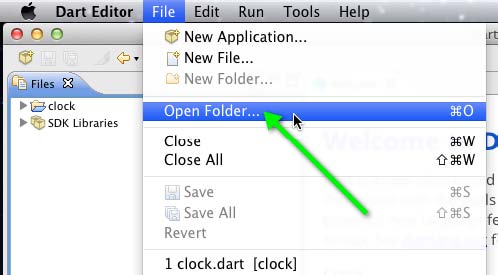 Dart Editor File Edit Run Tools Help
New Application...
New File...
New Folder...
Files
clock
SDK Libraries
Open Folder... ⌘O
Close ⌘W
Close All ⇧⌘W
Save ⌘S
Save All ⇧⌘S
Revert
1 clock.dart [clock]
Welcome
D